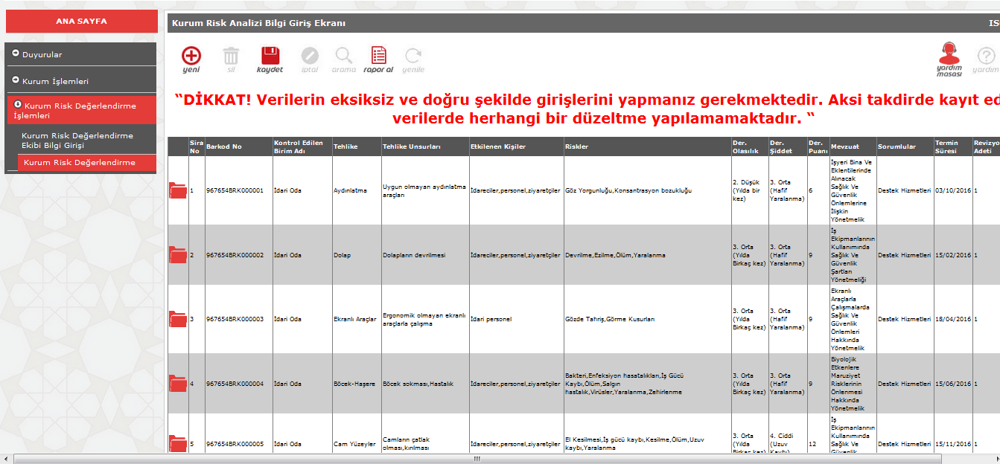 ANA SAYFA
Kurum Risk Analizi Bilgi Giriş Ekranı
IS
Duyurular
Kurum İşlemleri
Kurum Risk Değerlendirme
İşlemleri
Kurum Risk Değerlendirme
Ekibi Bilgi Girişi
Kurum Risk Değerlendirme
yeni
sil
kaydet
iptal
arama
rapor al
yenile
yardım
masası
yardım
“DİKKAT! Verilerin eksiksiz ve doğru şekilde girişlerini yapmanız gerekmektedir. Aksi takdirde kayıt ed
verilerde herhangi bir düzeltme yapılamamaktadır. “
Sıra
No
Barkod No
Kontrol Edilen
Birim Adı
Tehlike
Tehlike Unsurları
Etkilenen Kişiler
Riskler
Der.
Olasılık
Der.
Şiddet
Der.
Puanı
Mevzuat
Sorumlular
Termin
Süresi
Revizyo
Adeti
1
967654BRK000001
İdari Oda
Aydınlatma
Uygun olmayan aydınlatma
araçları
İdareciler,personel,ziyaretçiler
Göz Yorgunluğu,Konsantrasyon bozukluğu
2. Düşük
(Yılda bir
kez)
3. Orta
(Hafif
Yaralanma)
6
İşyeri Bina Ve
Eklentilerinde
Alınacak
Sağlık Ve
Güvenlik
Önlemlerine
İlişkin
Yönetmelik
Destek Hizmetleri
03/10/2016
1
2
967654BRK000002
İdari Oda
Dolap
Dolapların devrilmesi
İdareciler,personel,ziyaretçiler
Devrilme,Ezilme,Ölüm,Yaralanma
3. Orta
(Yılda
Birkaç kez)
3. Orta
(Hafif
Yaralanma)
9
İş
Ekipmanlarının
Kullanımında
Sağlık Ve
Güvenlik
Şartları
Yönetmeliği
Destek Hizmetleri
15/02/2016
1
3
967654BRK000003
İdari Oda
Ekranlı Araçlar
Ergonomik olmayan ekranlı
araçlarla çalışma
İdari personel
Gözde Tahriş,Görme Kusurları
3. Orta
(Yılda
Birkaç kez)
3. Orta
(Hafif
Yaralanma)
9
Ekranlı
Araçlarla
Çalışmalarda
Sağlık Ve
Güvenlik
Önlemleri
Hakkında
Yönetmelik
Destek Hizmetleri
18/04/2016
1
4
967654BRK000004
İdari Oda
Böcek-Haşere
Böcek sokması,Hastalık
İdareciler,personel,ziyaretçiler
Bakteri,Enfeksiyon hasatalıkları,İş Gücü
Kaybı,Ölüm,Salgın
hastalık,Virüsler,Yaralanma,Zehirlenme
3. Orta
(Yılda
Birkaç kez)
3. Orta
(Hafif
Yaralanma)
9
Biyolojik
Etkenlere
Maruziyet
Risklerinin
Önlenmesi
Hakkında
Yönetmelik
Destek Hizmetleri
15/06/2016
1
5
967654BRK000005
İdari Oda
Cam Yüzeyler
Camların çatlak
olması,kırılması
İdareciler,personel,ziyaretçiler
El Kesilmesi,İş gücü kaybı,Kesilme,Ölüm,Uzuv
kaybı,Yaralanma
3. Orta
(Yılda
Birkaç kez)
4. Ciddi
(Uzuv
Kaybı)
12
İş
Ekipmanlarının
Kullanımında
Sağlık Ve
Güvenlik
Destek Hizmetleri
15/11/2016
1